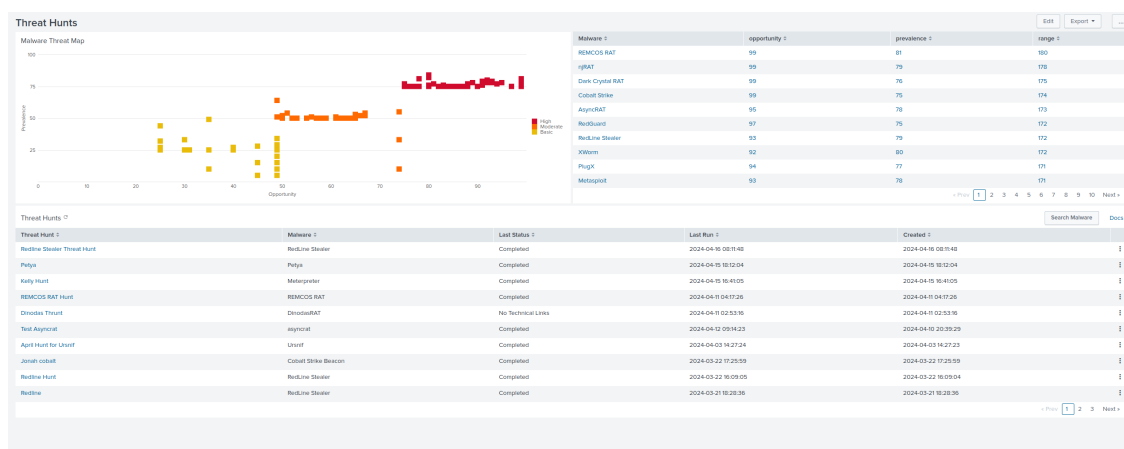 Threat Hunts
Edit Export ...
Malware Threat Map
100
75
50
25
Prevalence
0 10 20 30 40 50 60 70 80 90
Opportunity
High
Moderate
Basic
Malware opportunity prevalence range
REMCOS RAT 99 81 180
njRAT 99 79 178
Dark Crystal RAT 99 76 175
Cobalt Strike 99 75 174
AsyncRAT 95 78 173
RedGuard 97 75 172
RedLine Stealer 93 79 172
XWorm 92 80 172
PlugX 94 77 171
Metasploit 93 78 171
« Prev 1 2 3 4 5 6 7 8 9 10 Next »
Threat Hunts
Search Malware Docs
Threat Hunt Malware Last Status Last Run Created
Redline Stealer Threat Hunt RedLine Stealer Completed 2024-04-16 08:11:48 2024-04-16 08:11:48
Petya Petya Completed 2024-04-15 18:12:04 2024-04-15 18:12:04
Kelly Hunt Meterpreter Completed 2024-04-15 16:41:05 2024-04-15 16:41:05
REMCOS RAT Hunt REMCOS RAT Completed 2024-04-11 04:17:26 2024-04-11 04:17:26
Dinodas Thrunt DinodasRAT No Technical Links 2024-04-11 02:53:16 2024-04-11 02:53:16
Test Asyncrat asyncrat Completed 2024-04-12 09:14:23 2024-04-10 20:39:29
April Hunt for Ursnif Ursnif Completed 2024-04-03 14:27:24 2024-04-03 14:27:23
Jonah cobalt Cobalt Strike Beacon Completed 2024-03-22 17:25:59 2024-03-22 17:25:59
Redline Hunt RedLine Stealer Completed 2024-03-22 16:09:05 2024-03-22 16:09:04
Redline RedLine Stealer Completed 2024-03-21 18:28:36 2024-03-21 18:28:36
« Prev 1 2 3 Next »